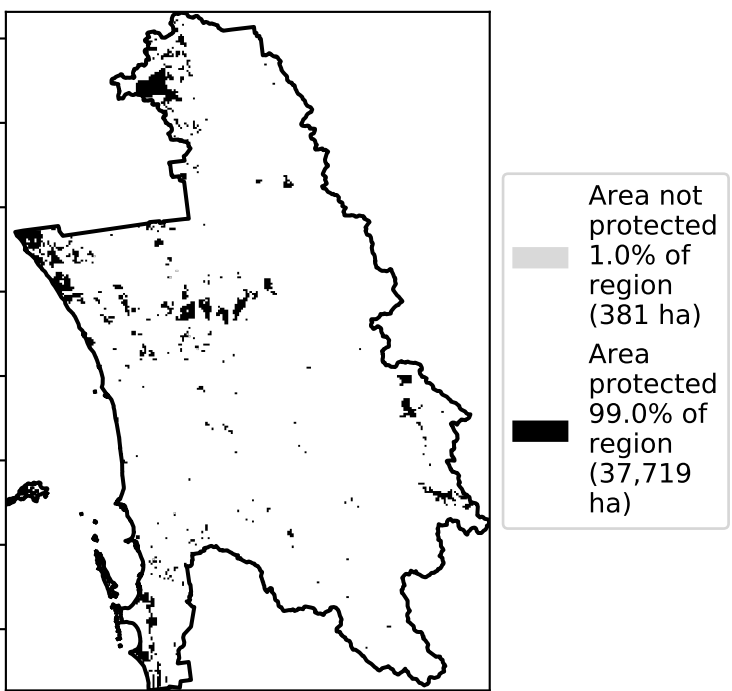 Area not
protected
1.0% of
region
(381 ha)
Area
protected
99.0% of
region
(37,719
ha)